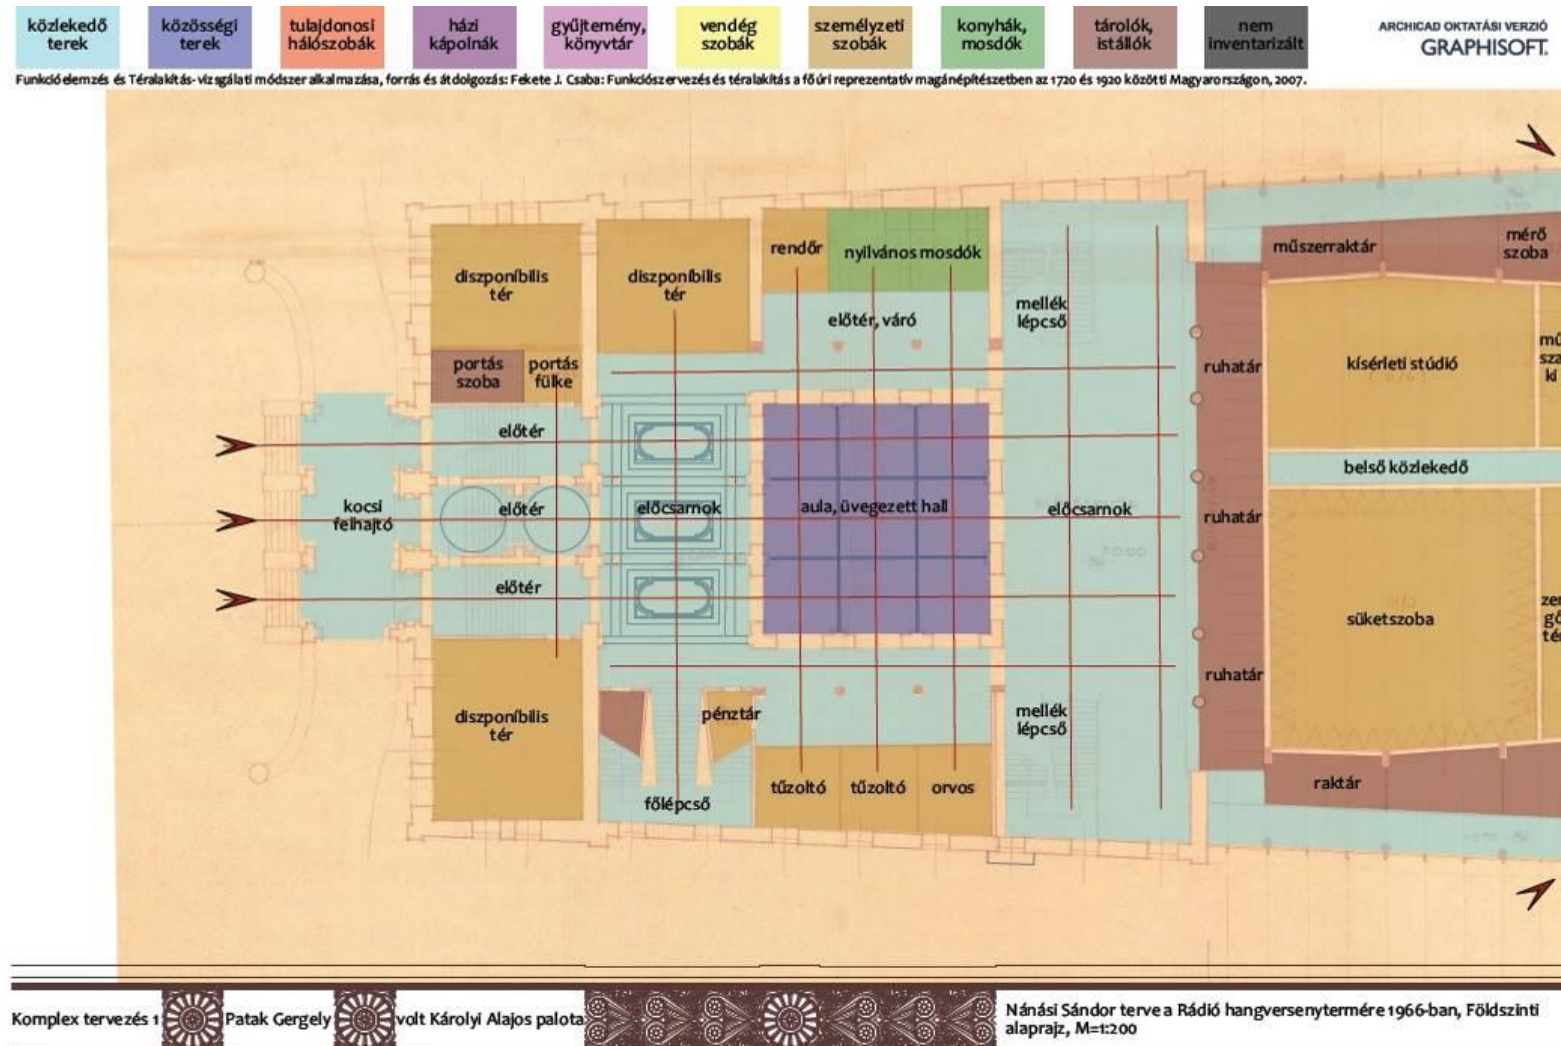 közlekedő
terek
közösségi
terek
tulajdonosi
hálószobák
házi
kápolnák
gyűjtemény,
könyvtár
vendég
szobák
személyzeti
szobák
konyhák,
mosdók
tárolók,
istállók
nem
inventarizált
ARCHICAD OKTATÁSI VERZIÓ
GRAPHISOFT.
Funkcióelemzés és Téralakítás-vizsgálati módszer alkalmazása, forrás és átdolgozás: Fekete J. Csaba: Funkciószervezés és téralakítás a főúri reprezentatív magánépítészetben az 1720 és 1920 közötti Magyarországon, 2007.
diszponíbilis
tér
diszponíbilis
tér
rendőr
nyilvános mosdók
műszerraktár
mérő
szoba
előtér, váró
mellék
lépcső
portás
szoba
portás
fülke
ruhatár
kísérleti stúdió
mű
sza
ki
előtér
belső közlekedő
kocsi
felhajtó
előtér
előcsarnok
aula, üvegezett hall
előcsarnok
ruhatár
előtér
süketszoba
zen
gő
tér
ruhatár
diszponíbilis
tér
pénztár
mellék
lépcső
tűzoltó
tűzoltó
orvos
raktár
főlépcső
Komplex tervezés 1
Patak Gergely
volt Károlyi Alajos palota
Nánási Sándor terve a Rádió hangversenytermére 1966-ban, Földszinti
alaprajz, M=1:200